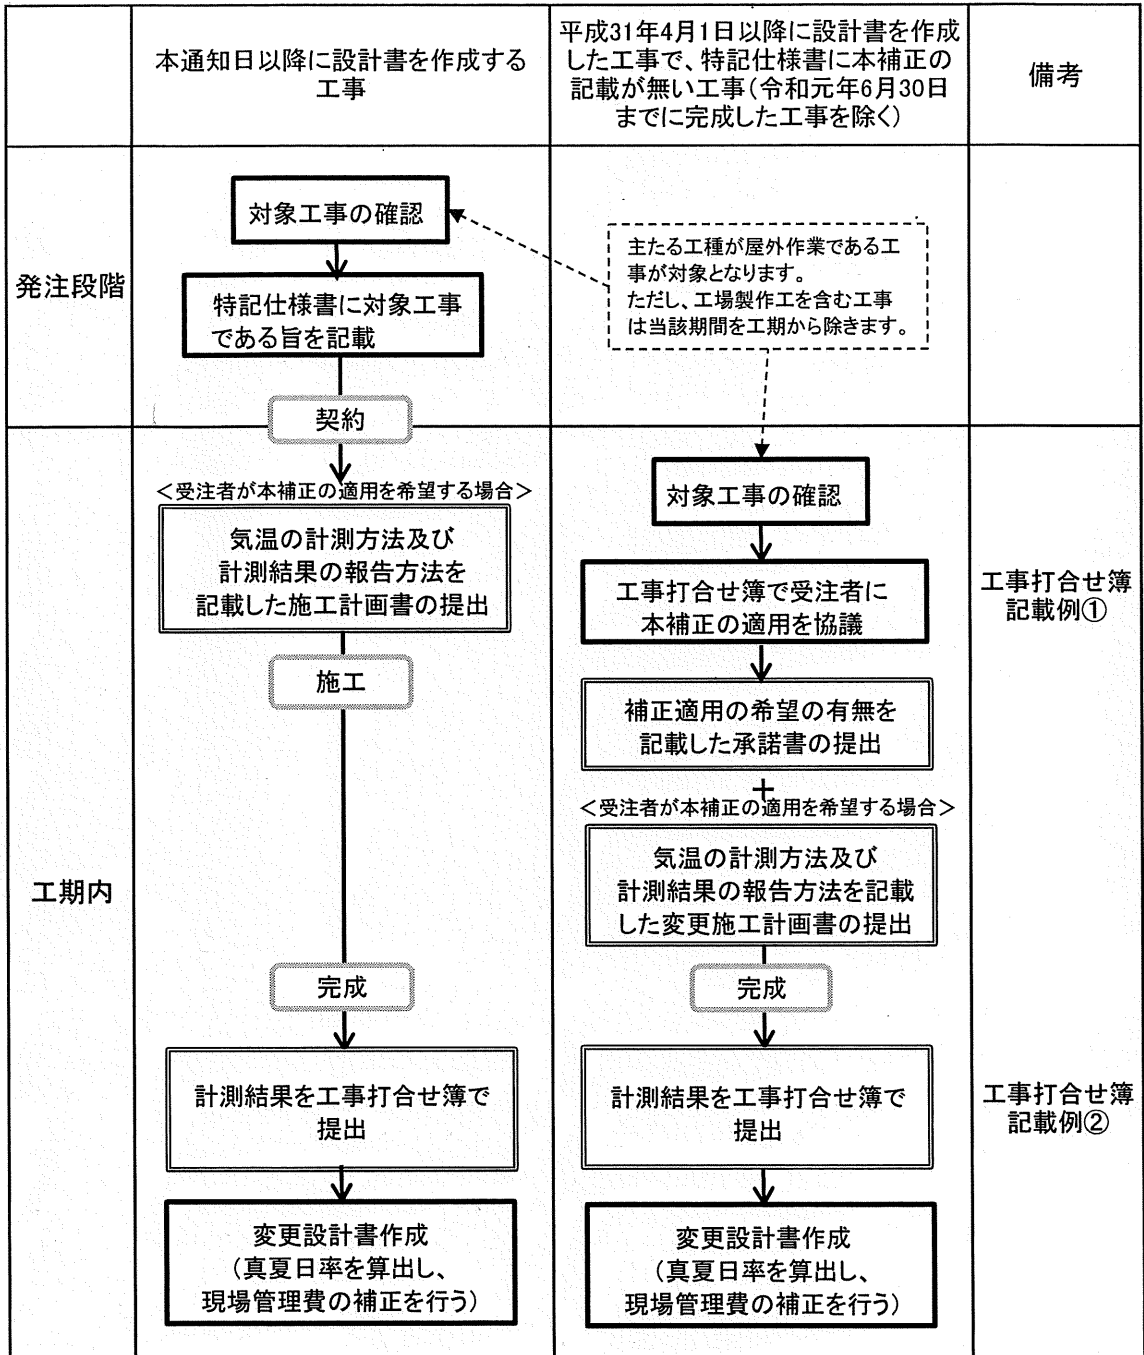 本通知日以降に設計書を作成する
工事
平成31年4月1日以降に設計書を作成
した工事で、特記仕様書に本補正の
記載が無い工事(令和元年6月30日
までに完成した工事を除く)
備考
発注段階
対象工事の確認
特記仕様書に対象工事
である旨を記載
契約
主たる工種が屋外作業である工
事が対象となります。
ただし、工場製作工を含む工事
は当該期間を工期から除きます。
工期内
<受注者が本補正の適用を希望する場合>
気温の計測方法及び
計測結果の報告方法を
記載した施工計画書の提出
施工
完成
計測結果を工事打合せ簿で
提出
変更設計書作成
(真夏日率を算出し、
現場管理費の補正を行う)
対象工事の確認
工事打合せ簿で受注者に
本補正の適用を協議
補正適用の希望の有無を
記載した承諾書の提出
+
<受注者が本補正の適用を希望する場合>
気温の計測方法及び
計測結果の報告方法を記載
した変更施工計画書の提出
完成
計測結果を工事打合せ簿で
提出
変更設計書作成
(真夏日率を算出し、
現場管理費の補正を行う)
工事打合せ簿
記載例①
工事打合せ簿
記載例②